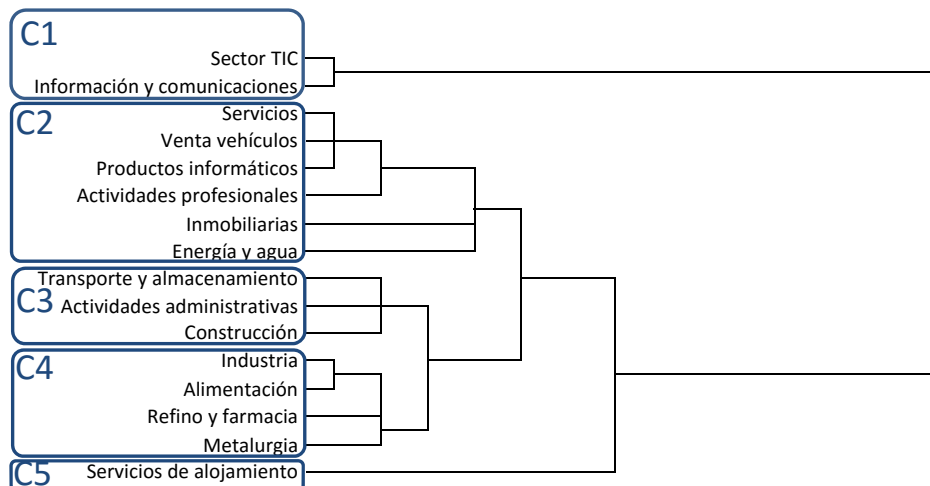 C1
Sector TIC
Información y comunicaciones
C2
Servicios
Venta vehículos
Productos informáticos
Actividades profesionales
Inmobiliarias
Energía y agua
C3
Transporte y almacenamiento
Actividades administrativas
Construcción
C4
Industria
Alimentación
Refino y farmacia
Metalurgia
C5
Servicios de alojamiento